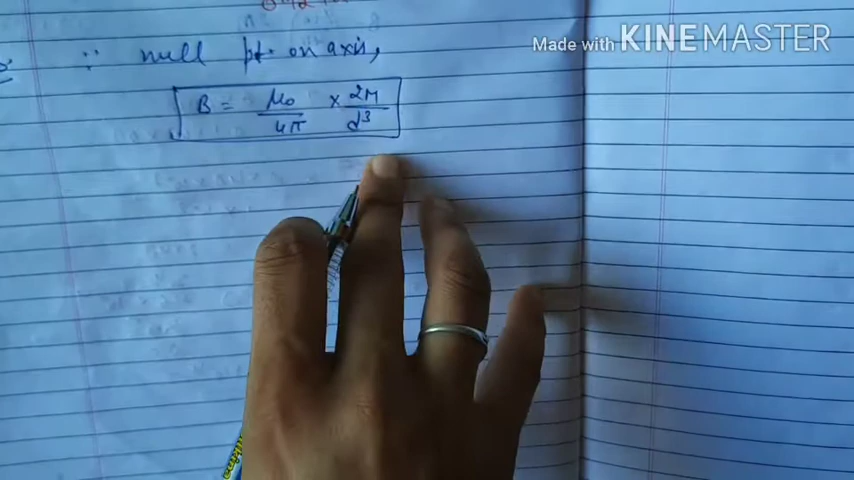 Made with KINEMASTER
∵ null pt. on axis,
B = μ₀/4π × 2M/d³